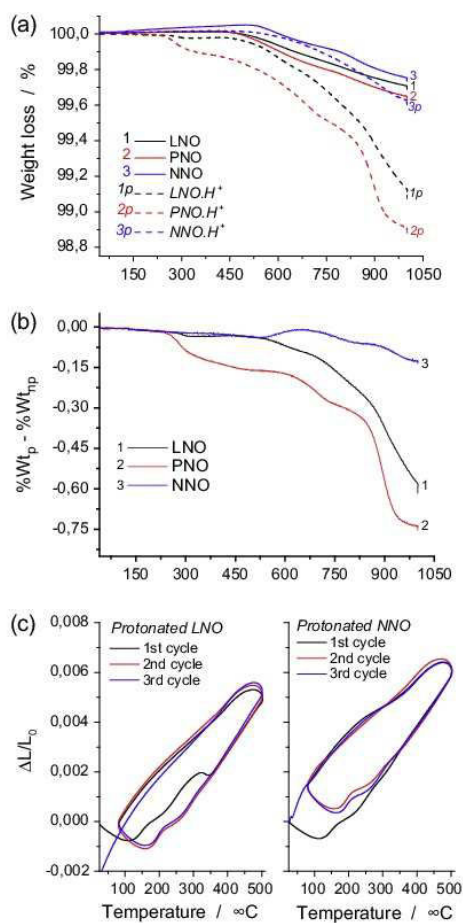 (a)
100,0
99,8
99,6
99,4
99,2
99,0
98,8
Weight loss / %
1 LNO
2 PNO
3 NNO
1p LNO.H+
2p PNO.H+
3p NNO.H+
3
1
2
3p
1p
2p
150 300 450 600 750 900 1050
(b)
0,00
-0,15
-0,30
-0,45
-0,60
-0,75
%Wtp - %Wtnp
1 LNO
2 PNO
3 NNO
3
1
2
150 300 450 600 750 900 1050
(c)
0,008
0,006
0,004
0,002
0,000
-0,002
ΔL/L0
Protonated LNO
1st cycle
2nd cycle
3rd cycle
Protonated NNO
1st cycle
2nd cycle
3rd cycle
100 200 300 400 500
100 200 300 400 500
Temperature / ∞C
Temperature / ∞C